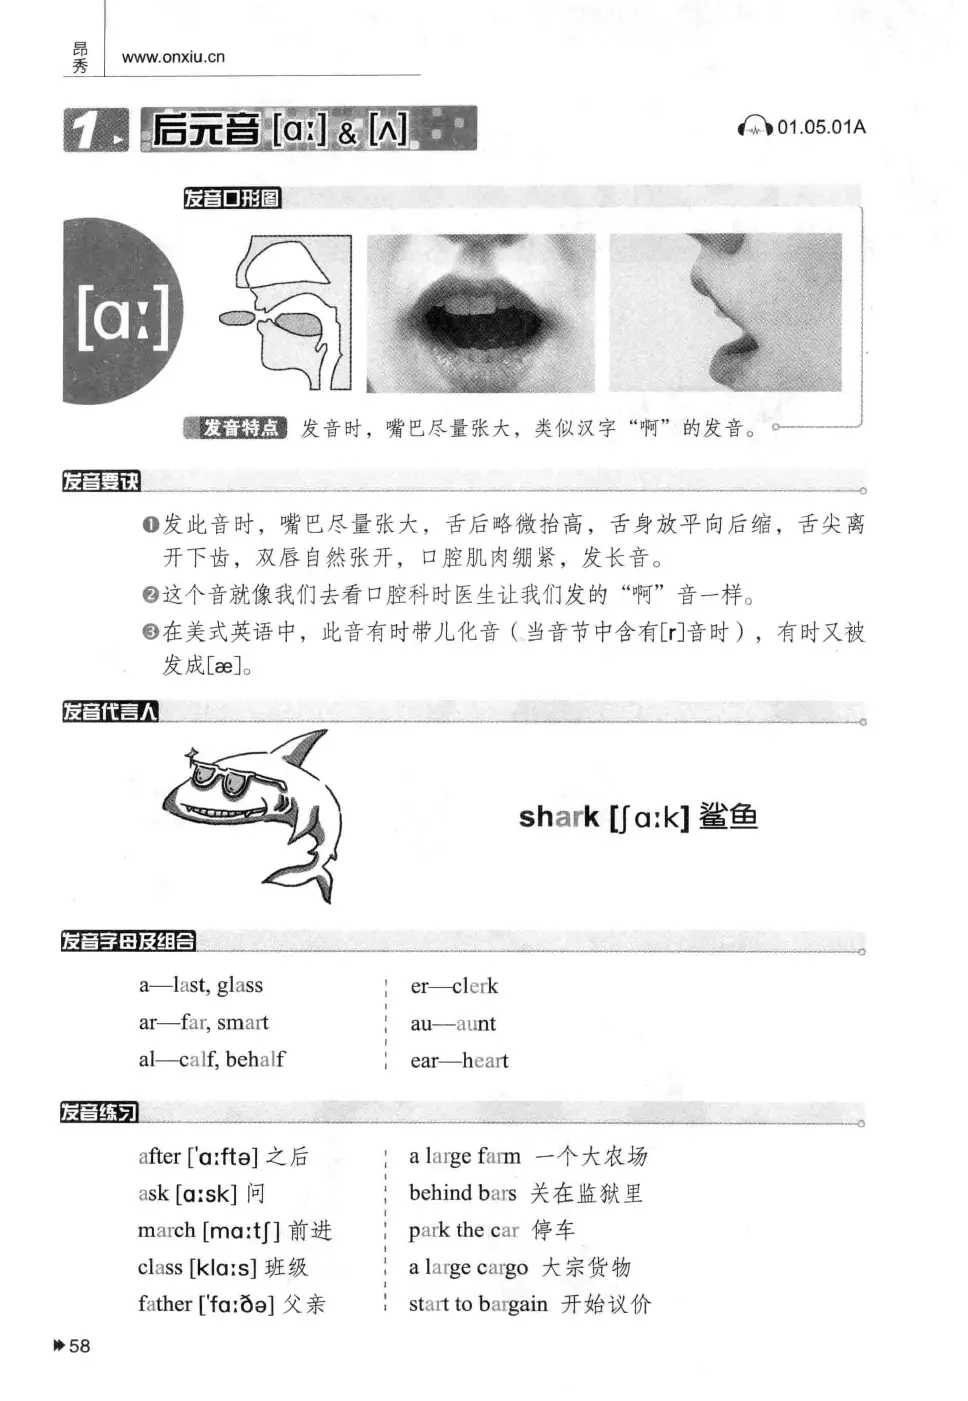 昂秀
www.onxiu.cn
1 后元音 [ɑː] & [ʌ]
01.05.01A
发音口形图
[ɑː]
发音特点 发音时，嘴巴尽量张大，类似汉字“啊”的发音。
发音要诀
❶发此音时，嘴巴尽量张大，舌后略微抬高，舌身放平向后缩，舌尖离
开下齿，双唇自然张开，口腔肌肉绷紧，发长音。
❷这个音就像我们去看口腔科时医生让我们发的“啊”音一样。
❸在美式英语中，此音有时带儿化音（当音节中含有[r]音时），有时又被
发成[æ]。
发音代言人
shark [ʃɑːk] 鲨鱼
发音字母及组合
a—last, glass
ar—far, smart
al—calf, behalf
er—clerk
au—aunt
ear—heart
发音练习
after ['ɑːftə] 之后
ask [ɑːsk] 问
march [mɑːtʃ] 前进
class [klɑːs] 班级
father ['fɑːðə] 父亲
a large farm 一个大农场
behind bars 关在监狱里
park the car 停车
a large cargo 大宗货物
start to bargain 开始议价
58